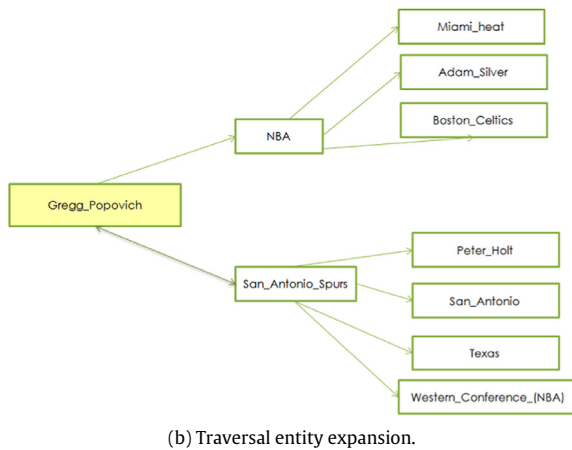 Miami_heat
Adam_Silver
Boston_Celtics
NBA
Gregg_Popovich
Peter_Holt
San_Antonio_Spurs
San_Antonio
Texas
Western_Conference_(NBA)
(b) Traversal entity expansion.